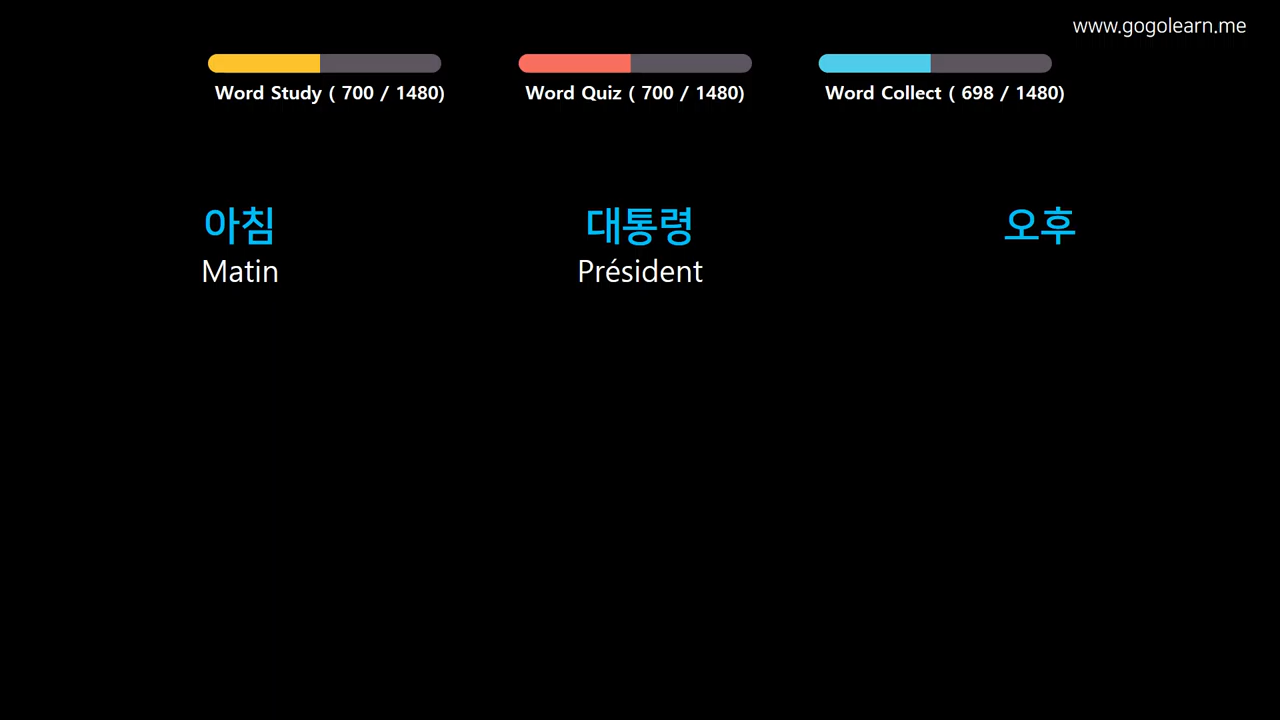 www.gogolearn.me
Word Study ( 700 / 1480)
Word Quiz ( 700 / 1480)
Word Collect ( 698 / 1480)
아침
대통령
오후
Matin
Président